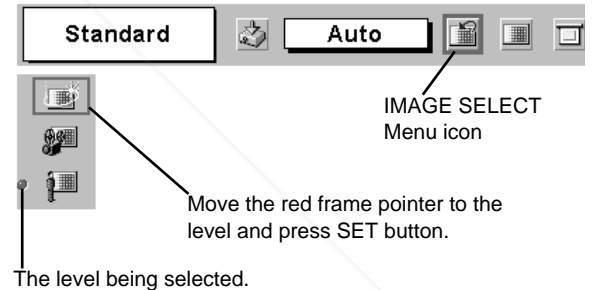 Standard
Auto
IMAGE SELECT
Menu icon
Move the red frame pointer to the
level and press SET button.
The level being selected.